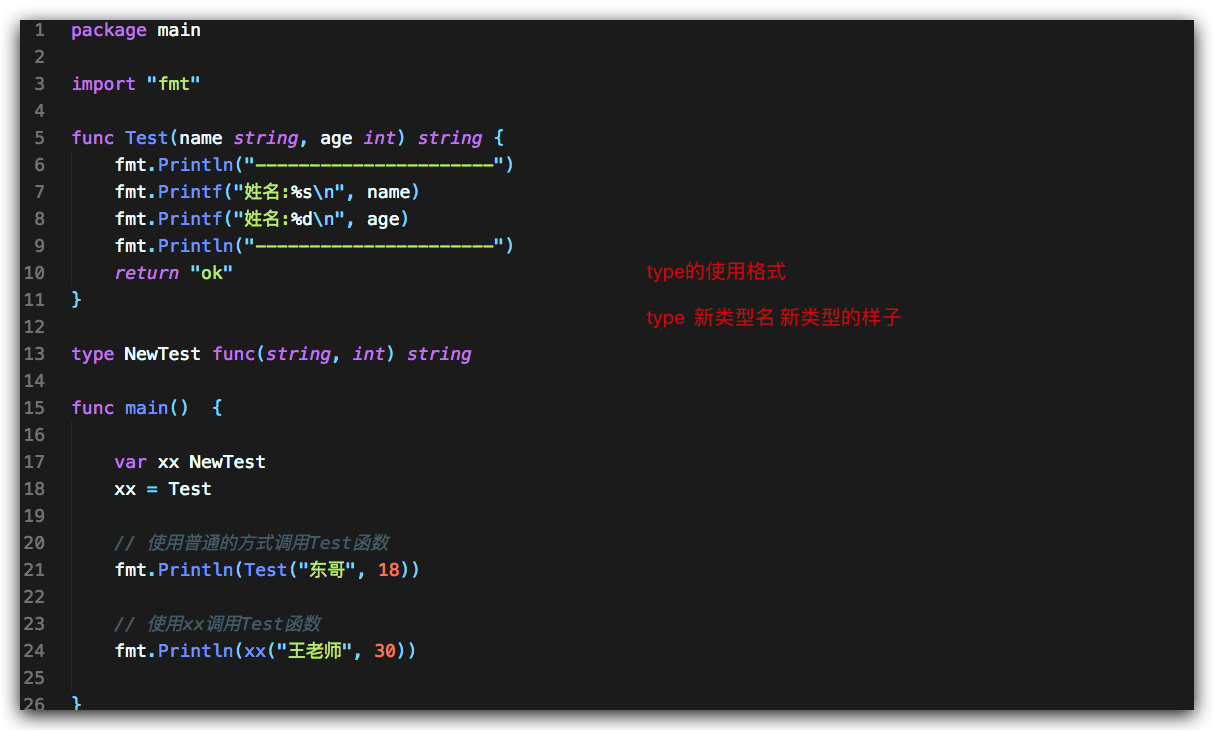 1 package main
2
3 import "fmt"
4
5 func Test(name string, age int) string {
6 fmt.Println("——————————————————————")
7 fmt.Printf("姓名:%s\n", name)
8 fmt.Printf("姓名:%d\n", age)
9 fmt.Println("——————————————————————")
10 return "ok"
type的使用格式
11 }
type 新类型名 新类型的样子
12
13 type NewTest func(string, int) string
14
15 func main() {
16
17 var xx NewTest
18 xx = Test
19
20 // 使用普通的方式调用Test函数
21 fmt.Println(Test("东哥", 18))
22
23 // 使用xx调用Test函数
24 fmt.Println(xx("王老师", 30))
25
26 }